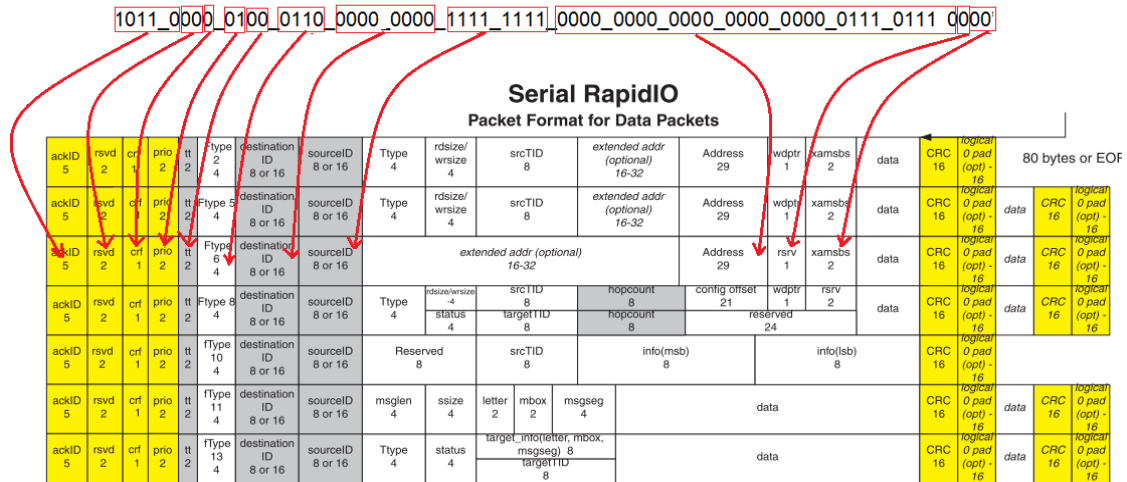 1011_0000_0100_0110_0000_0000_1111_1111_0000_0000_0000_0000_0000_0111_0111 0000'
Serial RapidIO
Packet Format for Data Packets
80 bytes or EOP
ackID 5 rsvd 2 crf 1 prio 2 tt 2 Ftype 2 4 destination ID 8 or 16 sourceID 8 or 16 Ttype 4 rdsize/ wrsize 4 srcTID 8 extended addr (optional) 16-32 Address 29 wdptr 1 xamsbs 2 data CRC 16 logical 0 pad (opt) - 16
ackID 5 rsvd 2 crf 1 prio 2 tt 2 Ftype 5 4 destination ID 8 or 16 sourceID 8 or 16 Ttype 4 rdsize/ wrsize 4 srcTID 8 extended addr (optional) 16-32 Address 29 wdptr 1 xamsbs 2 data CRC 16 logical 0 pad (opt) - 16 data CRC 16 logical 0 pad (opt) - 16
ackID 5 rsvd 2 crf 1 prio 2 tt 2 Ftype 6 4 destination ID 8 or 16 sourceID 8 or 16 extended addr (optional) 16-32 Address 29 rsrv 1 xamsbs 2 data CRC 16 logical 0 pad (opt) - 16 data CRC 16 logical 0 pad (opt) - 16
ackID 5 rsvd 2 crf 1 prio 2 tt 2 Ftype 8 4 destination ID 8 or 16 sourceID 8 or 16 Ttype 4 rdsize/wrsize -4 srcTID 8 hopcount 8 config offset 21 wdptr 1 rsrv 2 status 4 targetTID 8 hopcount 8 reserved 24 data CRC 16 logical 0 pad (opt) - 16 data CRC 16 logical 0 pad (opt) - 16
ackID 5 rsvd 2 crf 1 prio 2 tt 2 fType 10 4 destination ID 8 or 16 sourceID 8 or 16 Reserved 8 srcTID 8 info(msb) 8 info(lsb) 8 CRC 16 logical 0 pad (opt) - 16
ackID 5 rsvd 2 crf 1 prio 2 tt 2 fType 11 4 destination ID 8 or 16 sourceID 8 or 16 msglen 4 ssize 4 letter 2 mbox 2 msgseg 4 data CRC 16 logical 0 pad (opt) - 16 data CRC 16 logical 0 pad (opt) - 16
ackID 5 rsvd 2 crf 1 prio 2 tt 2 fType 13 4 destination ID 8 or 16 sourceID 8 or 16 Ttype 4 status 4 target_info(letter, mbox, msgseg) 8 targetTID 8 data CRC 16 logical 0 pad (opt) - 16 data CRC 16 logical 0 pad (opt) - 16